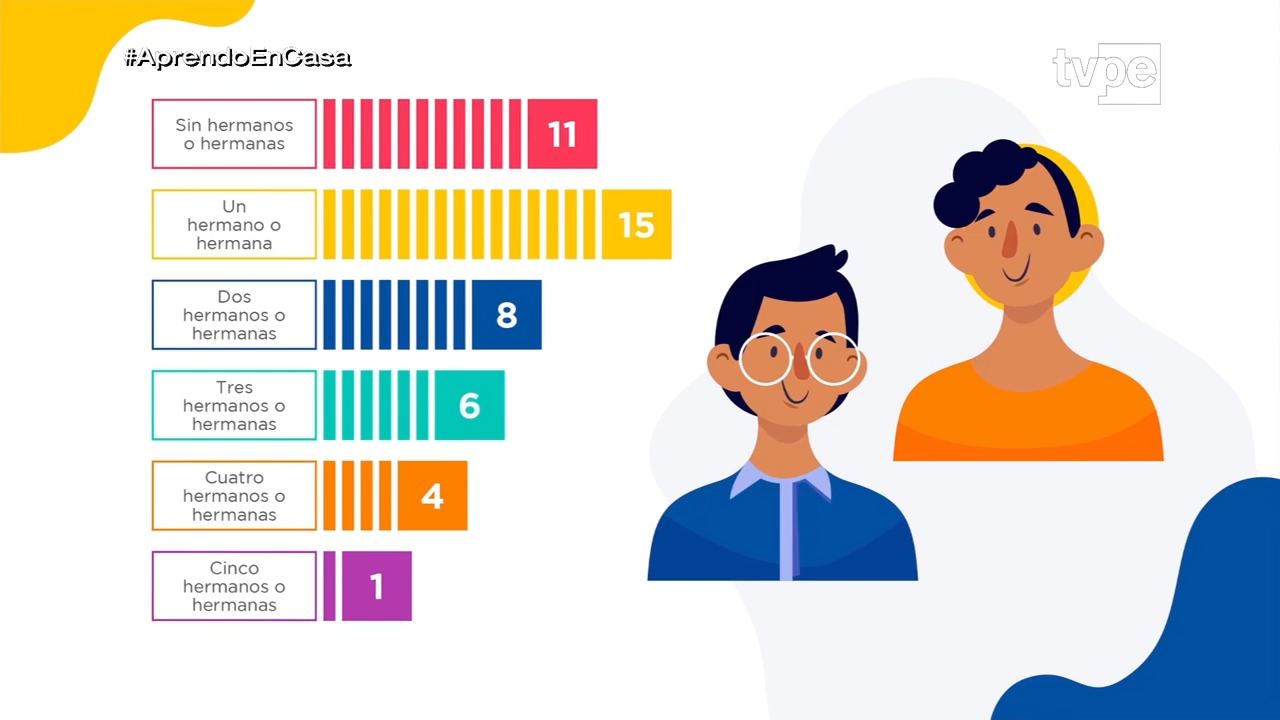 #AprendoEnCasa
tvpe
Sin hermanos
o hermanas
11
Un
hermano o
hermana
15
Dos
hermanos o
hermanas
8
Tres
hermanos o
hermanas
6
Cuatro
hermanos o
hermanas
4
Cinco
hermanos o
hermanas
1